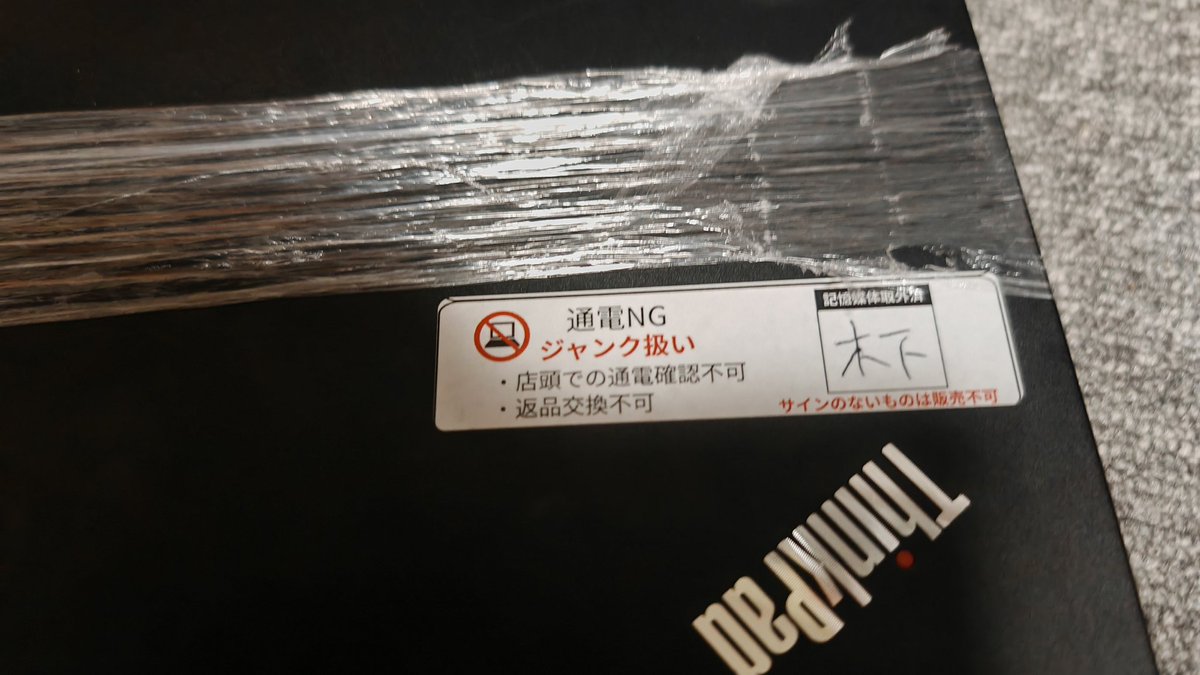 通電NG
ジャンク扱い
・店頭での通電確認不可
・返品交換不可
記憶媒体取外済
木下
サインのないものは販売不可
ThinkPad